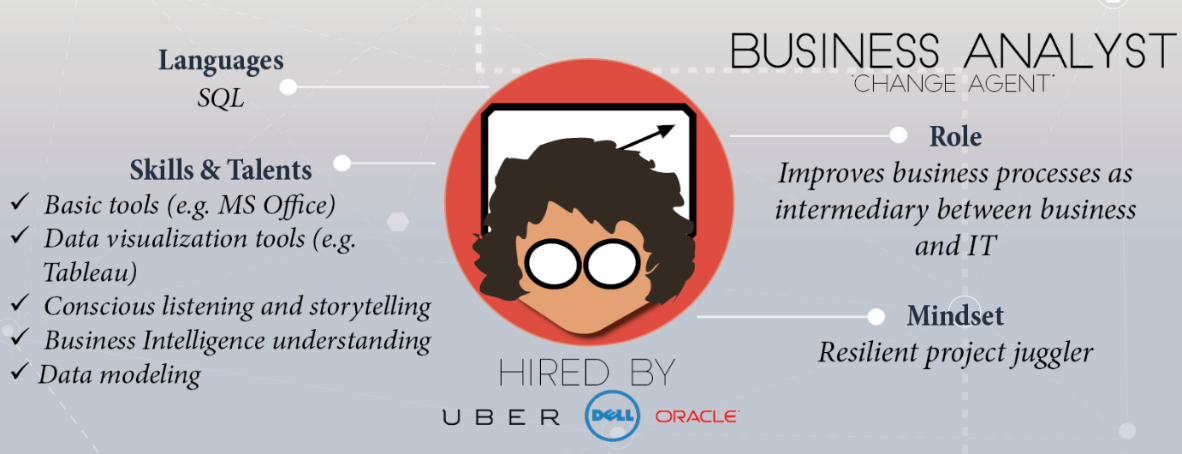 BUSINESS ANALYST
"CHANGE AGENT"
Languages
SQL
Skills & Talents
✓ Basic tools (e.g. MS Office)
✓ Data visualization tools (e.g.
Tableau)
✓ Conscious listening and storytelling
✓ Business Intelligence understanding
✓ Data modeling
Role
Improves business processes as
intermediary between business
and IT
Mindset
Resilient project juggler
HIRED BY
UBER DELL ORACLE